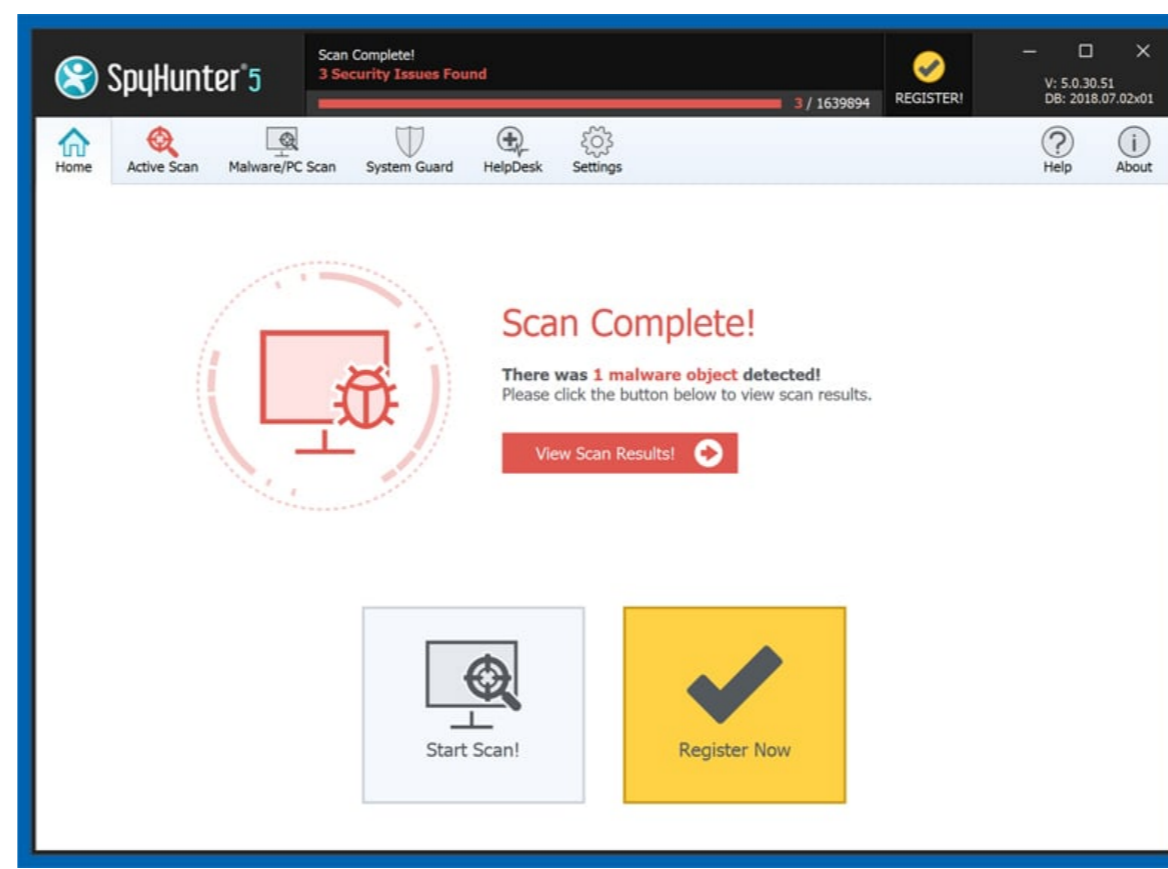 SpyHunter®5
Scan Complete!
3 Security Issues Found
3 / 1639894
REGISTER!
V: 5.0.30.51
DB: 2018.07.02x01
Home
Active Scan
Malware/PC Scan
System Guard
HelpDesk
Settings
Help
About
Scan Complete!
There was 1 malware object detected!
Please click the button below to view scan results.
View Scan Results!
Start Scan!
Register Now